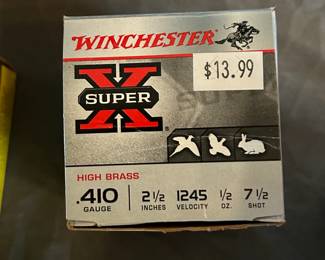 WINCHESTER
$13.99
X
SUPER
HIGH BRASS
.410 2 1/2 1245 1/2 7 1/2
GAUGE INCHES VELOCITY OZ. SHOT